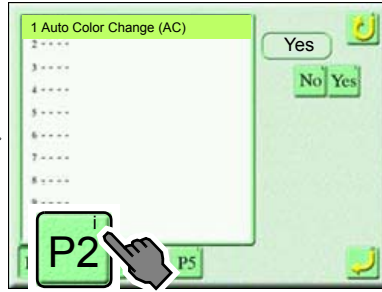 1 Auto Color Change (AC)
2 - - - -
3 - - - -
4 - - - -
5 - - - -
6 - - - -
7 - - - -
8 - - - -
Yes
No Yes
i
P2
P5